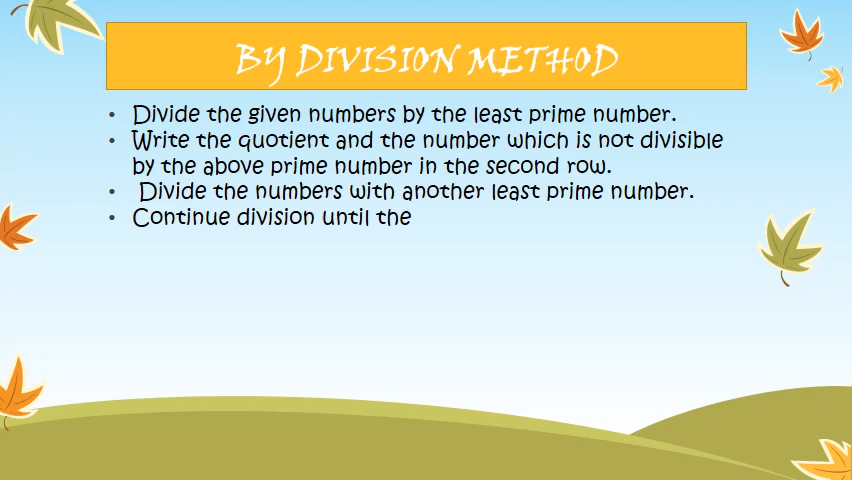 BY DIVISION METHOD
• Divide the given numbers by the least prime number.
• Write the quotient and the number which is not divisible
by the above prime number in the second row.
• Divide the numbers with another least prime number.
• Continue division until the